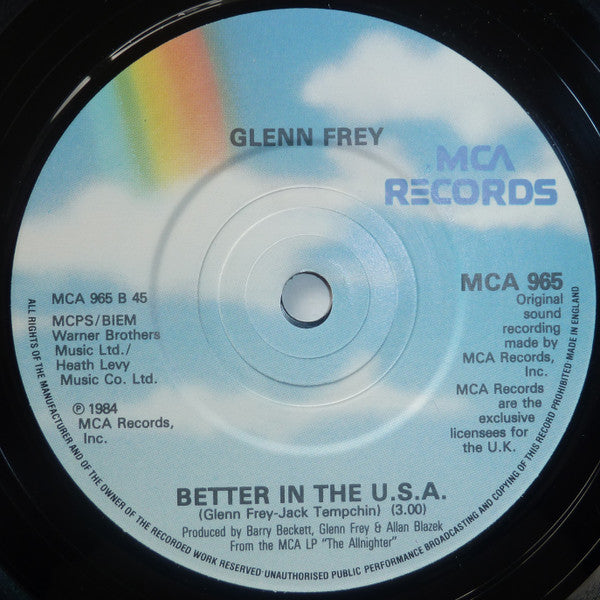 GLENN FREY
MCA
RECORDS
MCA 965 B 45
MCPS/BIEM
Warner Brothers
Music Ltd./
Heath Levy
Music Co. Ltd.
℗ 1984
MCA Records,
Inc.
MCA 965
Original
sound
recording
made by
MCA Records,
Inc.
MCA Records
are the
exclusive
licensees for
the U.K.
BETTER IN THE U.S.A.
(Glenn Frey-Jack Tempchin) (3.00)
Produced by Barry Beckett, Glenn Frey & Allan Blazek
From the MCA LP "The Allnighter"
ALL RIGHTS OF THE MANUFACTURER AND OF THE OWNER OF THE RECORDED WORK RESERVED·UNAUTHORISED PUBLIC PERFORMANCE BROADCASTING AND COPYING OF THIS RECORD PROHIBITED MADE IN ENGLAND